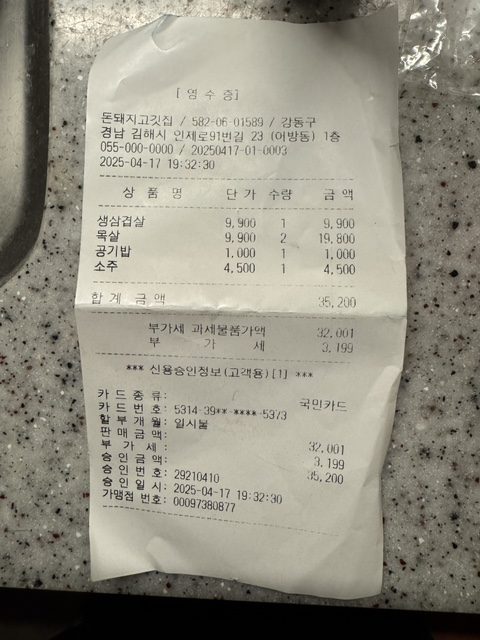 [ 영 수 증]
돈돼지고깃집 / 582-06-01589 / 강동구
경남 김해시 인제로91번길 23 (어방동) 1층
055-000-0000 / 20250417-01-0003
2025-04-17 19:32:30
상 품 명 단 가 수량 금 액
생삼겹살 9,900 1 9,900
목살 9,900 2 19,800
공기밥 1,000 1 1,000
소주 4,500 1 4,500
합 계 금 액 35,200
부가세 과세물품가액 32,001
부 가 세 3,199
*** 신용승인정보(고객용)[1] ***
카 드 종 류: 국민카드
카 드 번 호: 5314-39**-****-5373
할 부 개 월: 일시불
판 매 금 액: 32,001
부 가 세 : 3,199
승 인 금 액: 35,200
승 인 번 호: 29210410
승 인 일 시: 2025-04-17 19:32:30
가맹점 번호: 00097380877